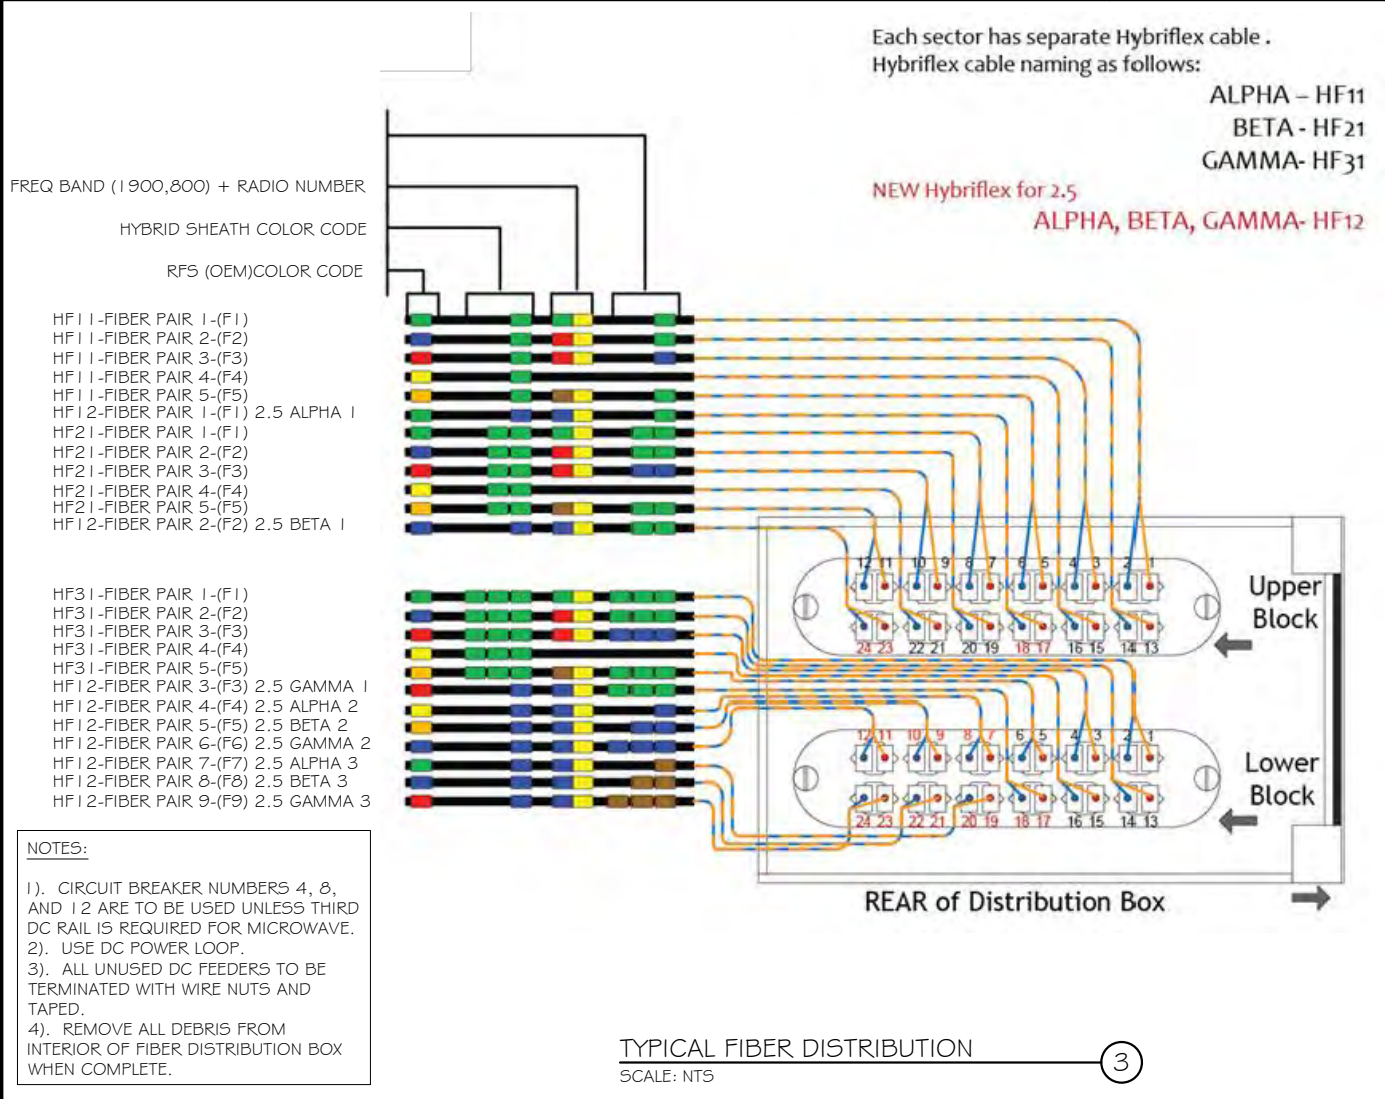 Each sector has separate Hybriflex cable .
Hybriflex cable naming as follows:
ALPHA – HF11
BETA - HF21
GAMMA- HF31
NEW Hybriflex for 2.5
ALPHA, BETA, GAMMA- HF12
FREQ BAND (1900,800) + RADIO NUMBER
HYBRID SHEATH COLOR CODE
RFS (OEM)COLOR CODE
HF11-FIBER PAIR 1-(F1)
HF11-FIBER PAIR 2-(F2)
HF11-FIBER PAIR 3-(F3)
HF11-FIBER PAIR 4-(F4)
HF11-FIBER PAIR 5-(F5)
HF12-FIBER PAIR 1-(F1) 2.5 ALPHA 1
HF21-FIBER PAIR 1-(F1)
HF21-FIBER PAIR 2-(F2)
HF21-FIBER PAIR 3-(F3)
HF21-FIBER PAIR 4-(F4)
HF21-FIBER PAIR 5-(F5)
HF12-FIBER PAIR 2-(F2) 2.5 BETA 1
12 11 10 9 8 7 6 5 4 3 2 1
Upper
Block
24 23 22 21 20 19 18 17 16 15 14 13
HF31-FIBER PAIR 1-(F1)
HF31-FIBER PAIR 2-(F2)
HF31-FIBER PAIR 3-(F3)
HF31-FIBER PAIR 4-(F4)
HF31-FIBER PAIR 5-(F5)
HF12-FIBER PAIR 3-(F3) 2.5 GAMMA 1
HF12-FIBER PAIR 4-(F4) 2.5 ALPHA 2
HF12-FIBER PAIR 5-(F5) 2.5 BETA 2
HF12-FIBER PAIR 6-(F6) 2.5 GAMMA 2
HF12-FIBER PAIR 7-(F7) 2.5 ALPHA 3
HF12-FIBER PAIR 8-(F8) 2.5 BETA 3
HF12-FIBER PAIR 9-(F9) 2.5 GAMMA 3
12 11 10 9 8 7 6 5 4 3 2 1
Lower
Block
24 23 22 21 20 19 18 17 16 15 14 13
REAR of Distribution Box
NOTES:
1). CIRCUIT BREAKER NUMBERS 4, 8,
AND 12 ARE TO BE USED UNLESS THIRD
DC RAIL IS REQUIRED FOR MICROWAVE.
2). USE DC POWER LOOP.
3). ALL UNUSED DC FEEDERS TO BE
TERMINATED WITH WIRE NUTS AND
TAPED.
4). REMOVE ALL DEBRIS FROM
INTERIOR OF FIBER DISTRIBUTION BOX
WHEN COMPLETE.
TYPICAL FIBER DISTRIBUTION
3
SCALE: NTS